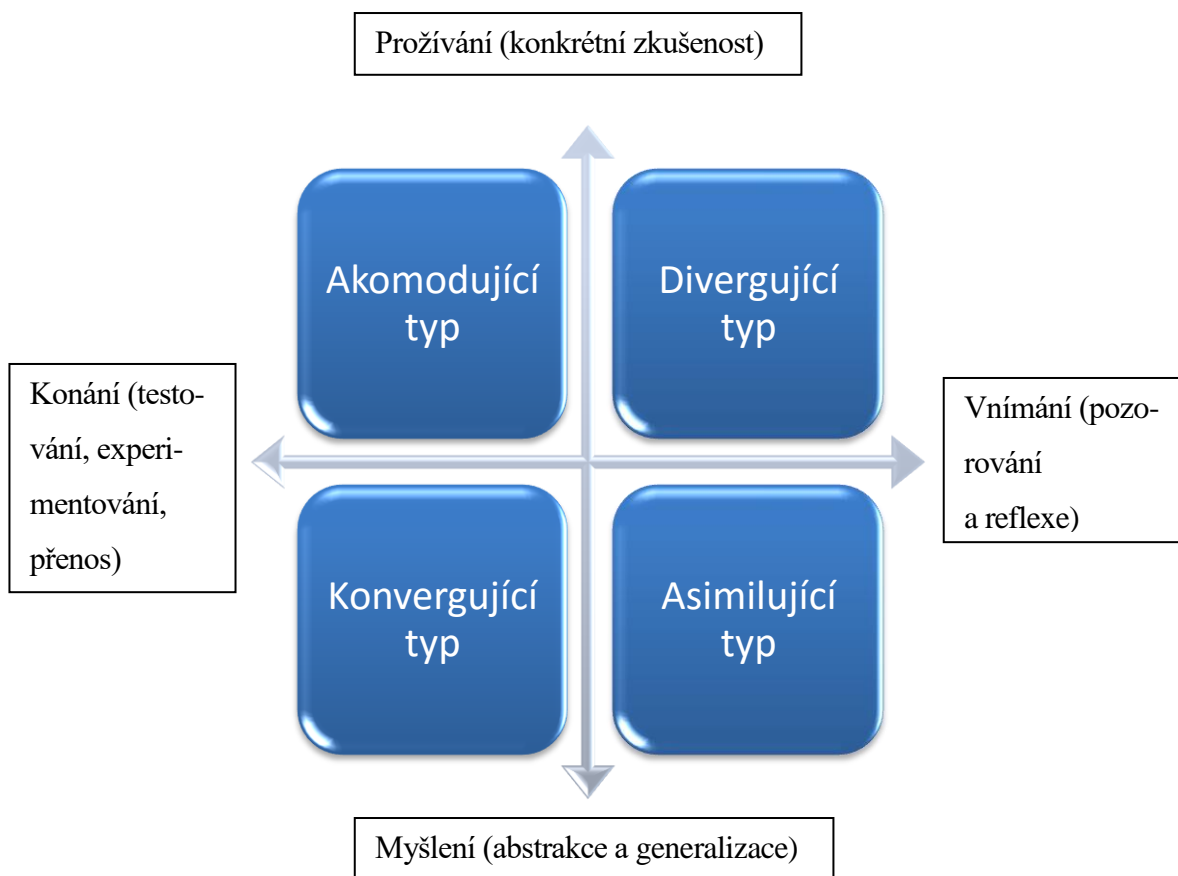 Prožívání (konkrétní zkušenost)
Akomodující
typ
Divergující
typ
Konání (testo-
vání, experi-
mentování,
přenos)
Vnímání (pozo-
rování
a reflexe)
Konvergující
typ
Asimilující
typ
Myšlení (abstrakce a generalizace)